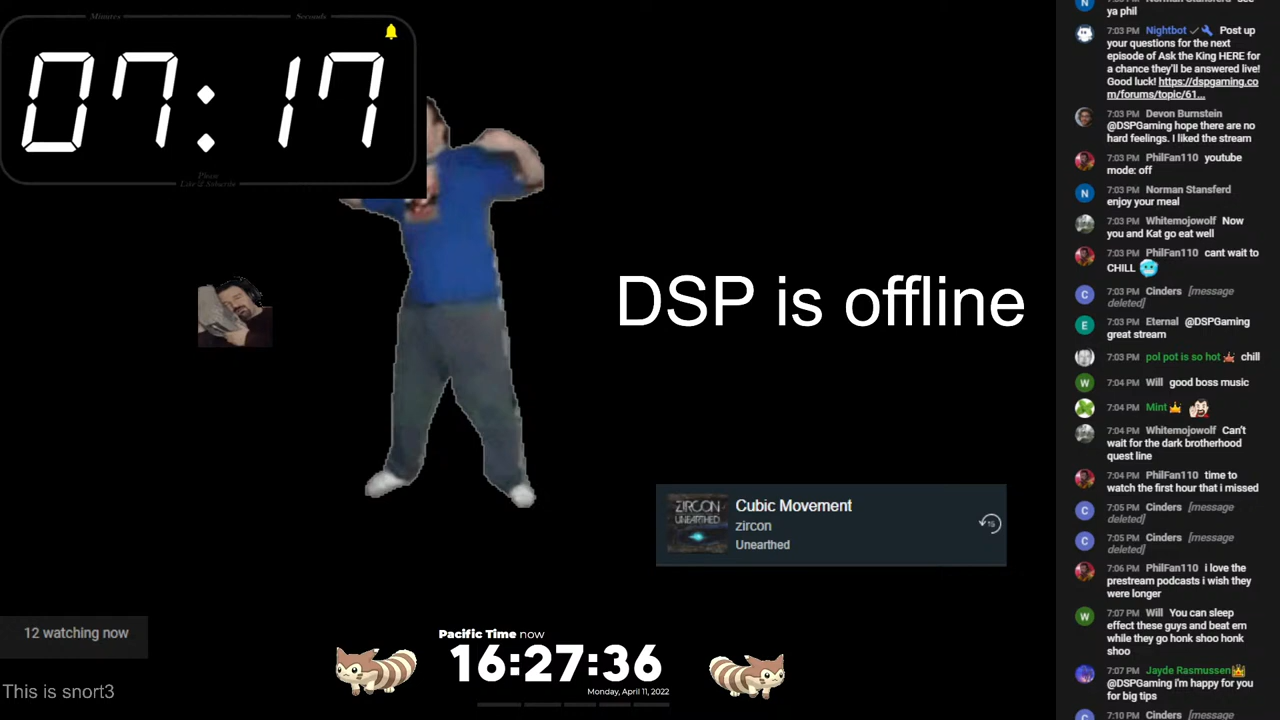 Minutes
Seconds
07:17
Please
Like & Subscribe
DSP is offline
ZIRCON
UNEARTHED
Cubic Movement
zircon
Unearthed
15
12 watching now
This is snort3
Pacific Time now
16:27:36
Monday, April 11, 2022
ya phil
7:03 PM Nightbot Post up
your questions for the next
episode of Ask the King HERE for
a chance they'll be answered live!
Good luck! https://dspgaming.co
m/forums/topic/61...
Devon Burnstein
@DSPGaming hope there are no
hard feelings. I liked the stream
7:03 PM PhilFan110 youtube
mode: off
N
7:03 PM Norman Stansferd
enjoy your meal
7:03 PM Whitemojowolf Now
you and Kat go eat well
7:03 PM PhilFan110 cant wait to
CHILL
C
7:03 PM Cinders [message
deleted]
E
7:03 PM Eternal @DSPGaming
great stream
7:03 PM pol pot is so hot chill
W
7:04 PM Will good boss music
7:04 PM Mint
7:04 PM Whitemojowolf Can't
wait for the dark brotherhood
quest line
7:04 PM PhilFan110 time to
watch the first hour that i missed
C
7:05 PM Cinders [message
deleted]
C
7:05 PM Cinders [message
deleted]
7:06 PM PhilFan110 i love the
prestream podcasts i wish they
were longer
W
7:07 PM Will You can sleep
effect these guys and beat em
while they go honk shoo honk
shoo
7:07 PM Jayde Rasmussen
@DSPGaming i'm happy for you
for big tips
C
7:10 PM Cinders [message